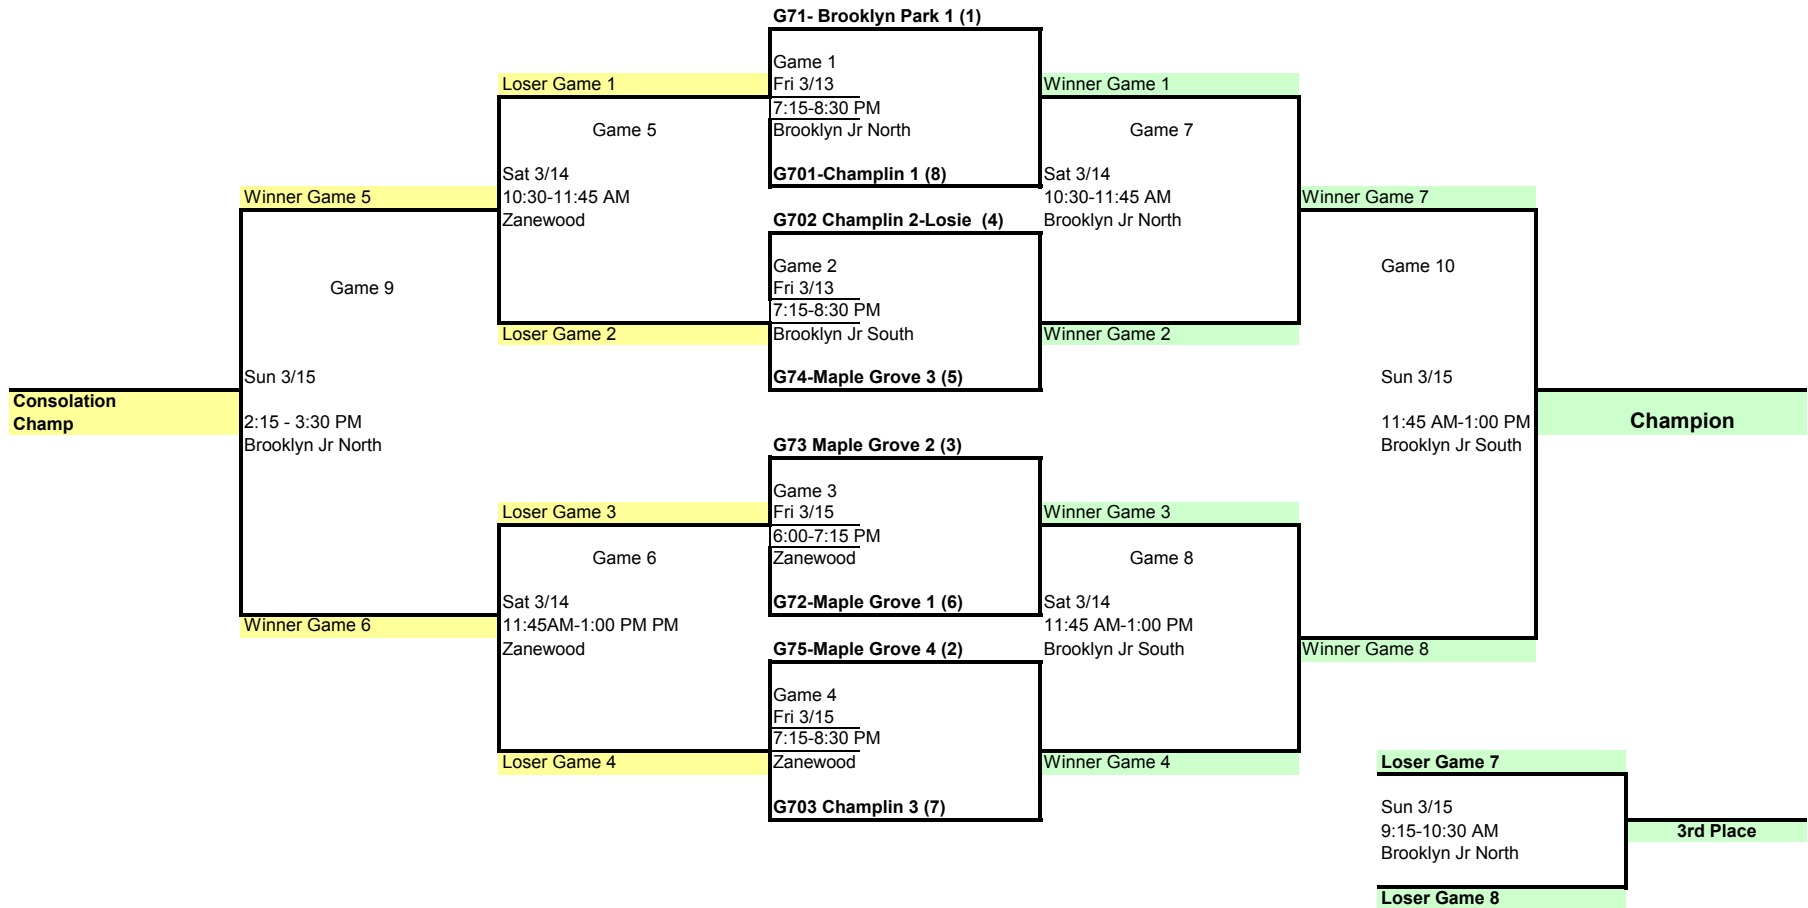 G71- Brooklyn Park 1 (1)
Game 1
Fri 3/13
7:15-8:30 PM
Brooklyn Jr North
G701-Champlin 1 (8)
G702 Champlin 2-Losie (4)
Game 2
Fri 3/13
7:15-8:30 PM
Brooklyn Jr South
G74-Maple Grove 3 (5)
G73 Maple Grove 2 (3)
Game 3
Fri 3/15
6:00-7:15 PM
Zanewood
G72-Maple Grove 1 (6)
G75-Maple Grove 4 (2)
Game 4
Fri 3/15
7:15-8:30 PM
Zanewood
G703 Champlin 3 (7)
Loser Game 1
Game 5
Sat 3/14
10:30-11:45 AM
Zanewood
Loser Game 2
Loser Game 3
Game 6
Sat 3/14
11:45AM-1:00 PM PM
Zanewood
Loser Game 4
Winner Game 5
Game 9
Sun 3/15
2:15 - 3:30 PM
Brooklyn Jr North
Winner Game 6
Consolation
Champ
Winner Game 1
Game 7
Sat 3/14
10:30-11:45 AM
Brooklyn Jr North
Winner Game 2
Winner Game 3
Game 8
Sat 3/14
11:45 AM-1:00 PM
Brooklyn Jr South
Winner Game 4
Winner Game 7
Game 10
Sun 3/15
11:45 AM-1:00 PM
Brooklyn Jr South
Winner Game 8
Champion
Loser Game 7
Sun 3/15
9:15-10:30 AM
Brooklyn Jr North
Loser Game 8
3rd Place